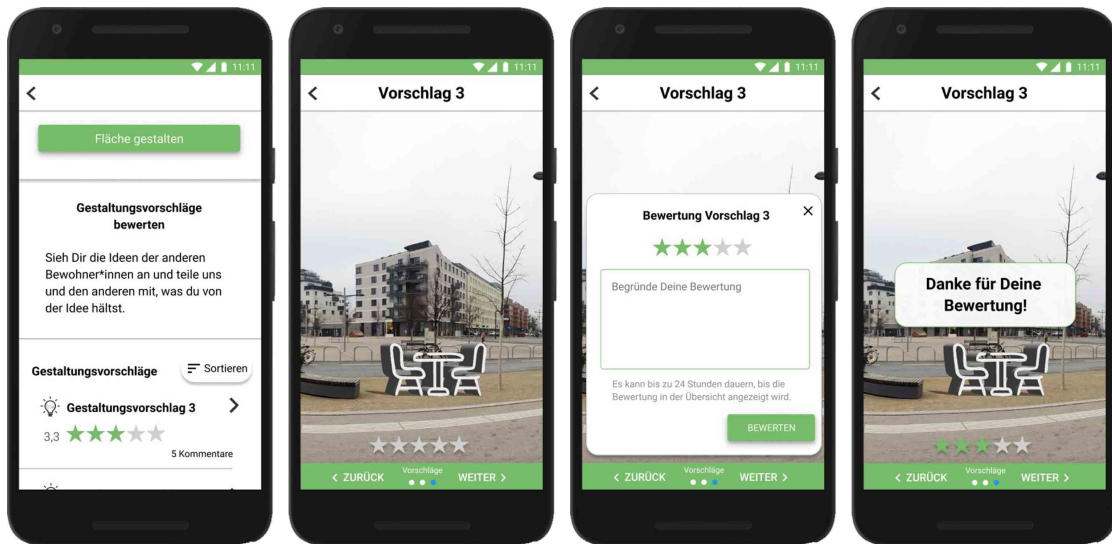 11:11
Fläche gestalten
Gestaltungsvorschläge
bewerten
Sieh Dir die Ideen der anderen
Bewohner*innen an und teile uns
und den anderen mit, was du von
der Idee hältst.
Gestaltungsvorschläge
Sortieren
Gestaltungsvorschlag 3
3,3
5 Kommentare
11:11
Vorschlag 3
< ZURÜCK
Vorschläge
WEITER >
11:11
Vorschlag 3
Bewertung Vorschlag 3
Begründe Deine Bewertung
Es kann bis zu 24 Stunden dauern, bis die
Bewertung in der Übersicht angezeigt wird.
BEWERTEN
< ZURÜCK
Vorschläge
WEITER >
11:11
Vorschlag 3
Danke für Deine
Bewertung!
< ZURÜCK
Vorschläge
WEITER >